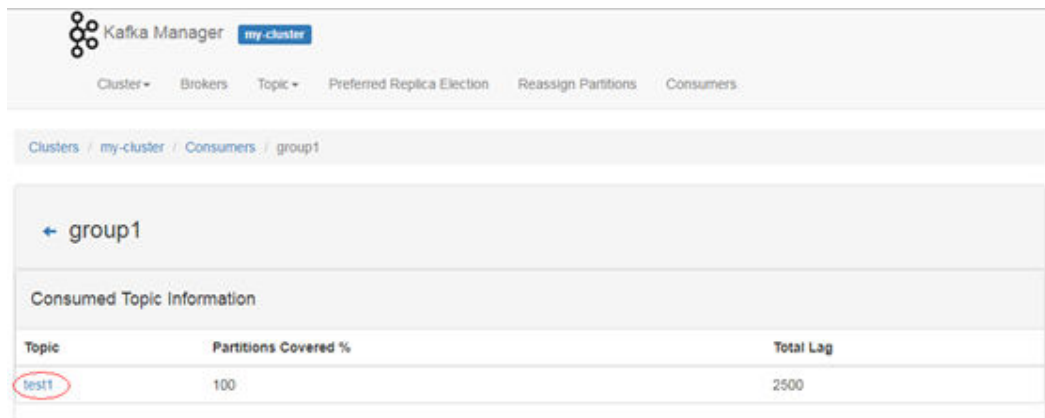 Kafka Manager my-cluster
Cluster Brokers Topic Preferred Replica Election Reassign Partitions Consumers
Clusters / my-cluster / Consumers / group1
group1
Consumed Topic Information
Topic Partitions Covered % Total Lag
test1 100 2500